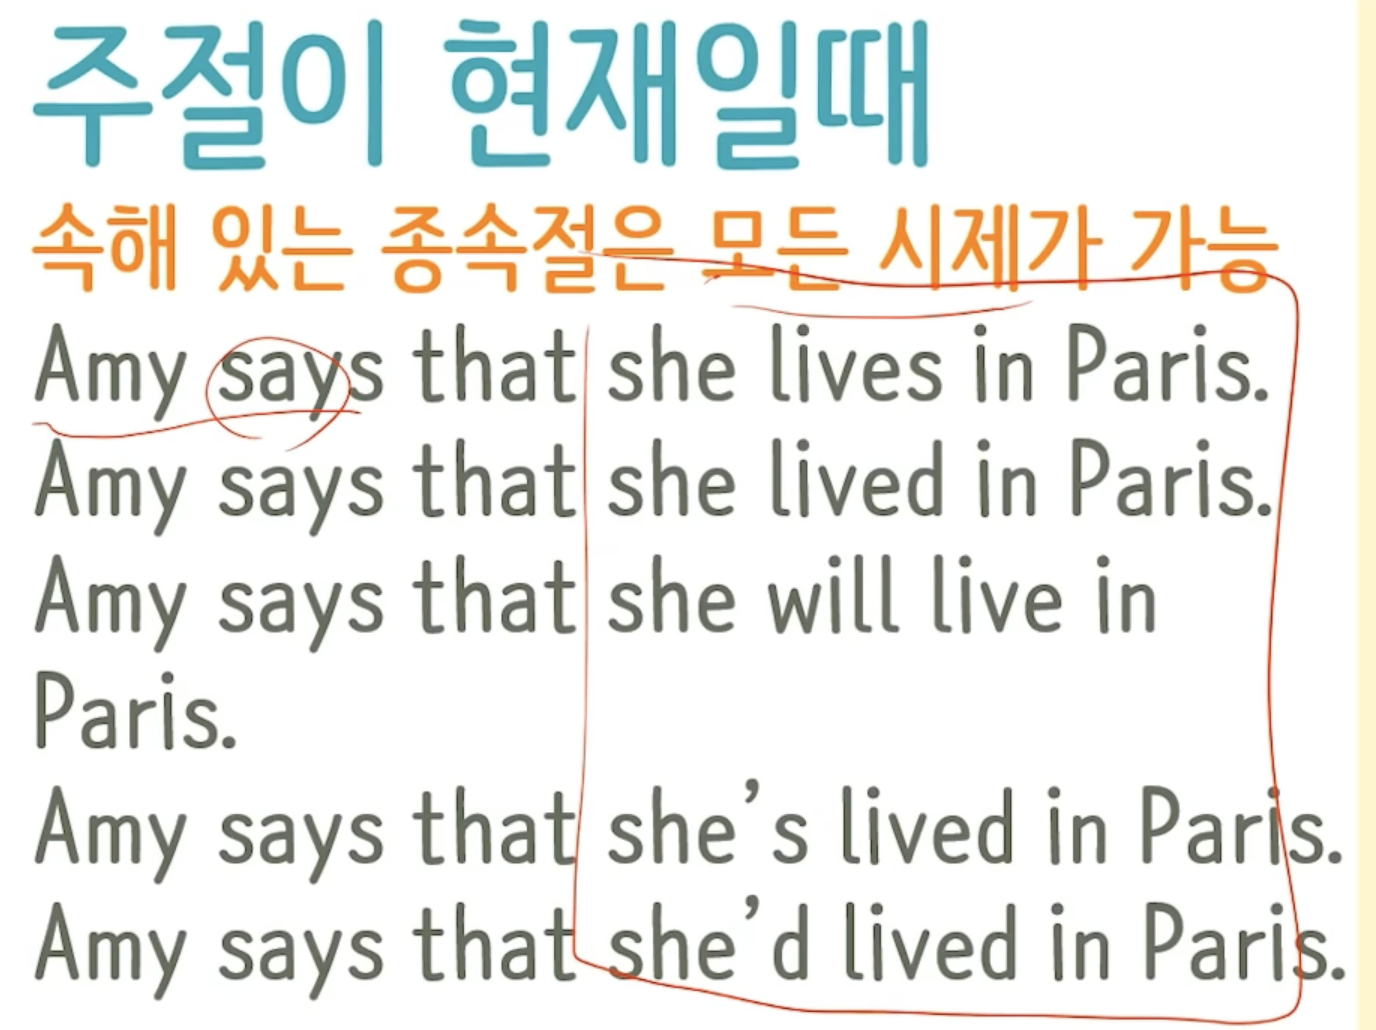 주절이 현재일때
속해 있는 종속절은 모든 시제가 가능
Amy says that she lives in Paris.
Amy says that she lived in Paris.
Amy says that she will live in
Paris.
Amy says that she’s lived in Paris.
Amy says that she’d lived in Paris.